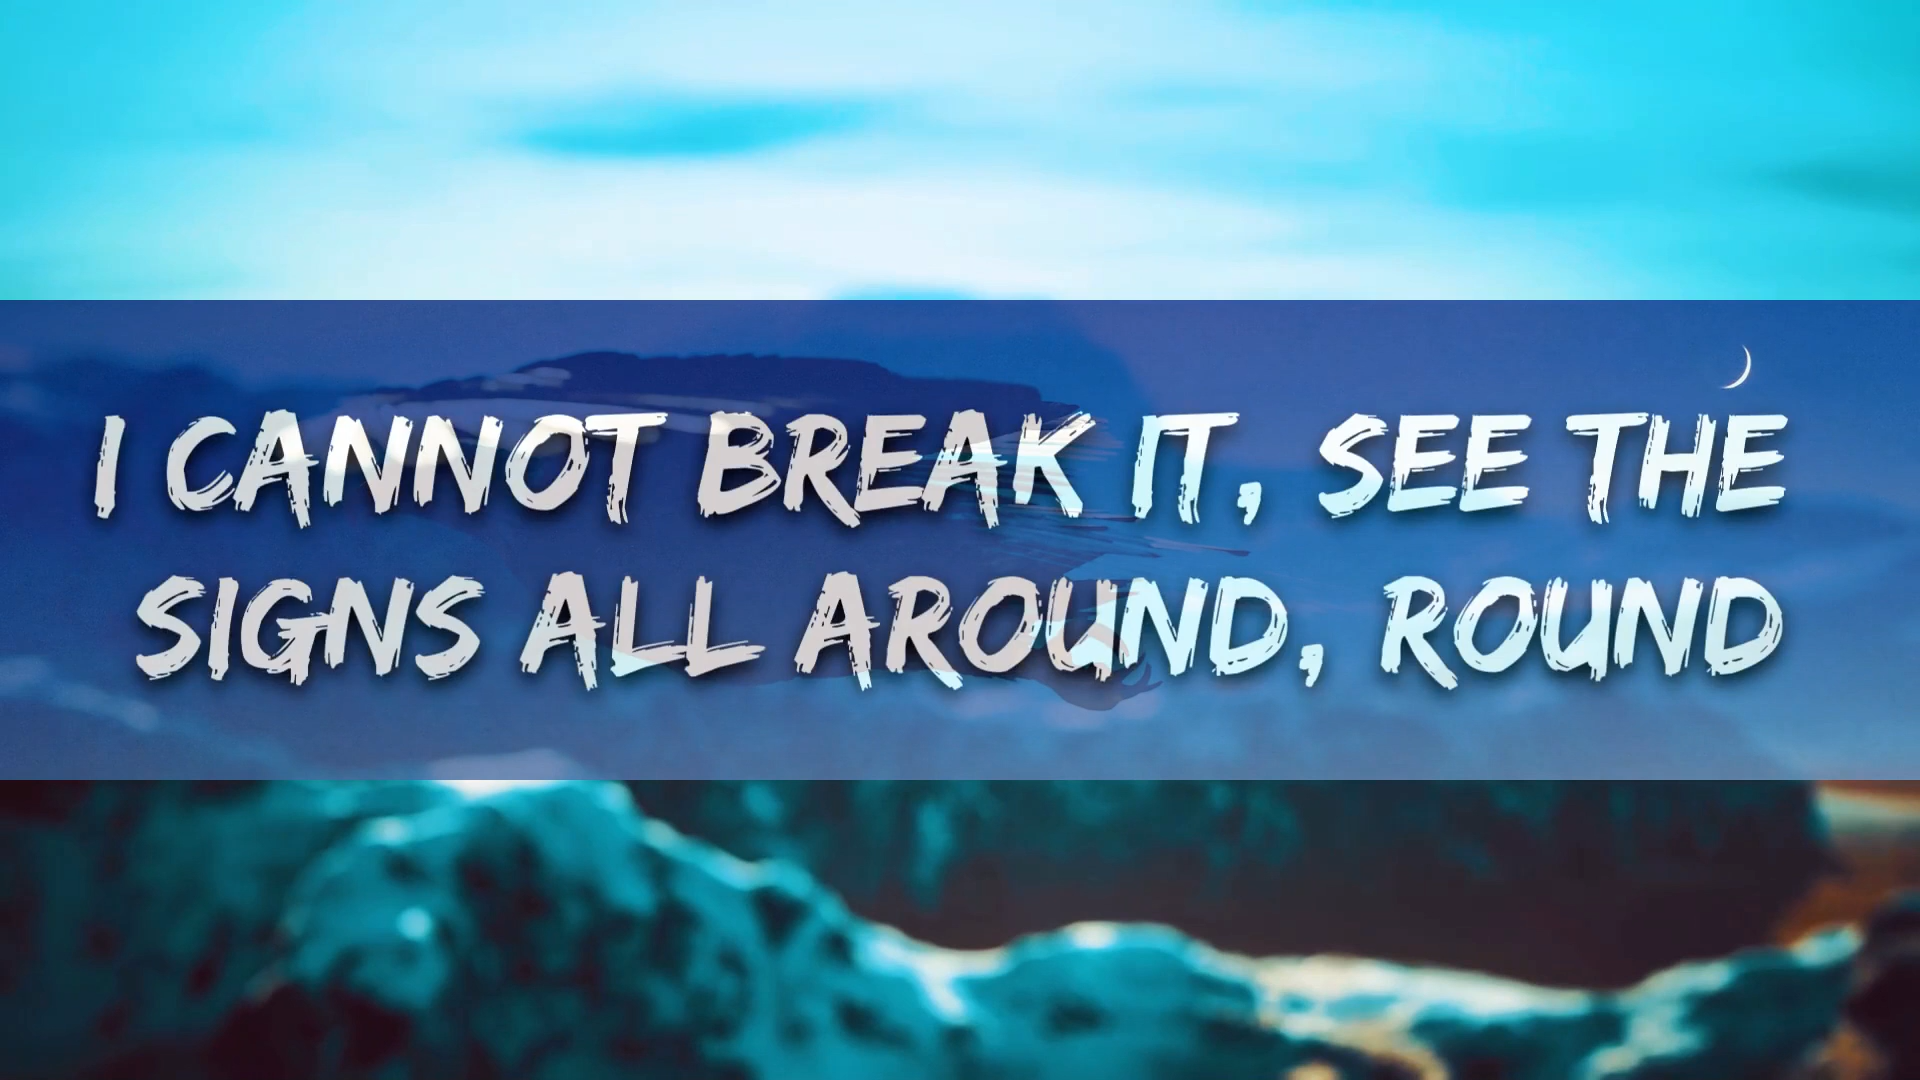 I CANNOT BREAK IT, SEE THE
SIGNS ALL AROUND, ROUND